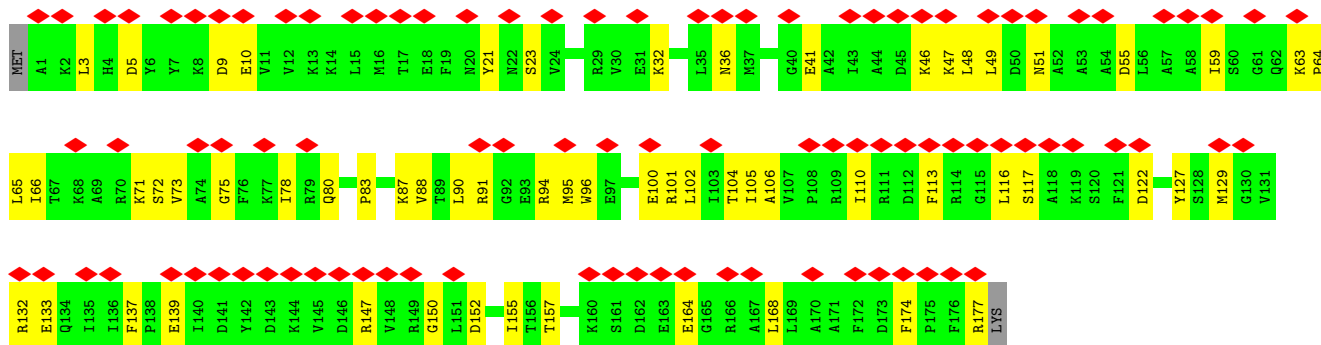 MET A1 K2 L3 H4 D5 Y6 Y7 K8 D9 E10 V11 V12 K13 K14 L15 M16 T17 E18 F19 N20 Y21 N22 S23 V24 R29 V30 E31 K32 L35 N36 M37 G40 E41 A42 I43 A44 D45 K46 K47 L48 L49 D50 N51 A52 A53 A54 D55 L56 A57 A58 I59 S60 G61 Q62 K63 P64
L65 I66 T67 K68 A69 R70 K71 S72 V73 A74 G75 F76 K77 I78 R79 Q80 P83 K87 V88 T89 L90 R91 G92 E93 R94 M95 W96 E97 E100 R101 L102 I103 T104 I105 A106 V107 P108 R109 I110 R111 D112 F113 R114 G115 L116 S117 A118 K119 S120 F121 D122 Y127 S128 M129 G130 V131
R132 E133 Q134 I135 I136 F137 P138 E139 I140 D141 Y142 D143 K144 V145 D146 R147 V148 R149 G150 L151 D152 I155 T156 T157 K160 S161 D162 E163 E164 G165 R166 A167 L168 L169 A170 A171 F172 D173 F174 P175 F176 R177 LYS